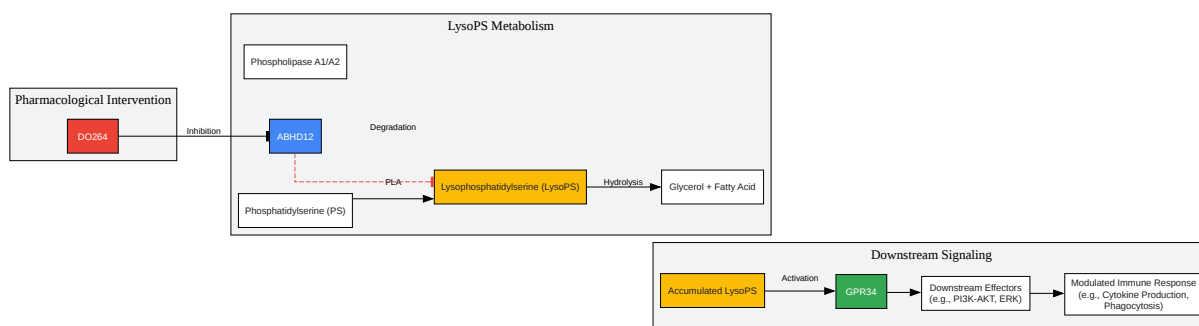 LysoPS Metabolism
Phospholipase A1/A2
Pharmacological Intervention
DO264
Inhibition
ABHD12
Degradation
PLA
Lysophosphatidylserine (LysoPS)
Hydrolysis
Glycerol + Fatty Acid
Phosphatidylserine (PS)
Downstream Signaling
Accumulated LysoPS
Activation
GPR34
Downstream Effectors
(e.g., PI3K-AKT, ERK)
Modulated Immune Response
(e.g., Cytokine Production,
Phagocytosis)